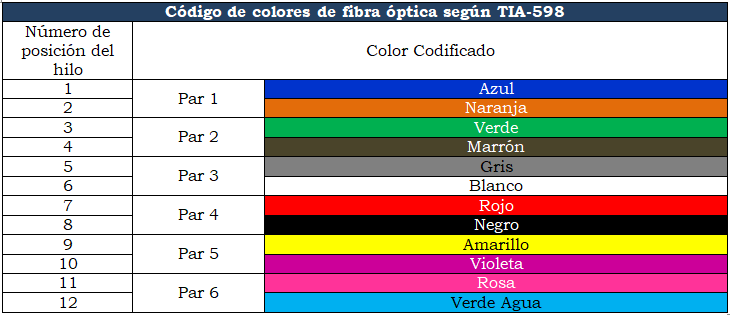 Código de colores de fibra óptica según TIA-598
Número de
posición del
hilo
Color Codificado
1
Par 1
Azul
2
Naranja
3
Par 2
Verde
4
Marrón
5
Par 3
Gris
6
Blanco
7
Par 4
Rojo
8
Negro
9
Par 5
Amarillo
10
Violeta
11
Par 6
Rosa
12
Verde Agua